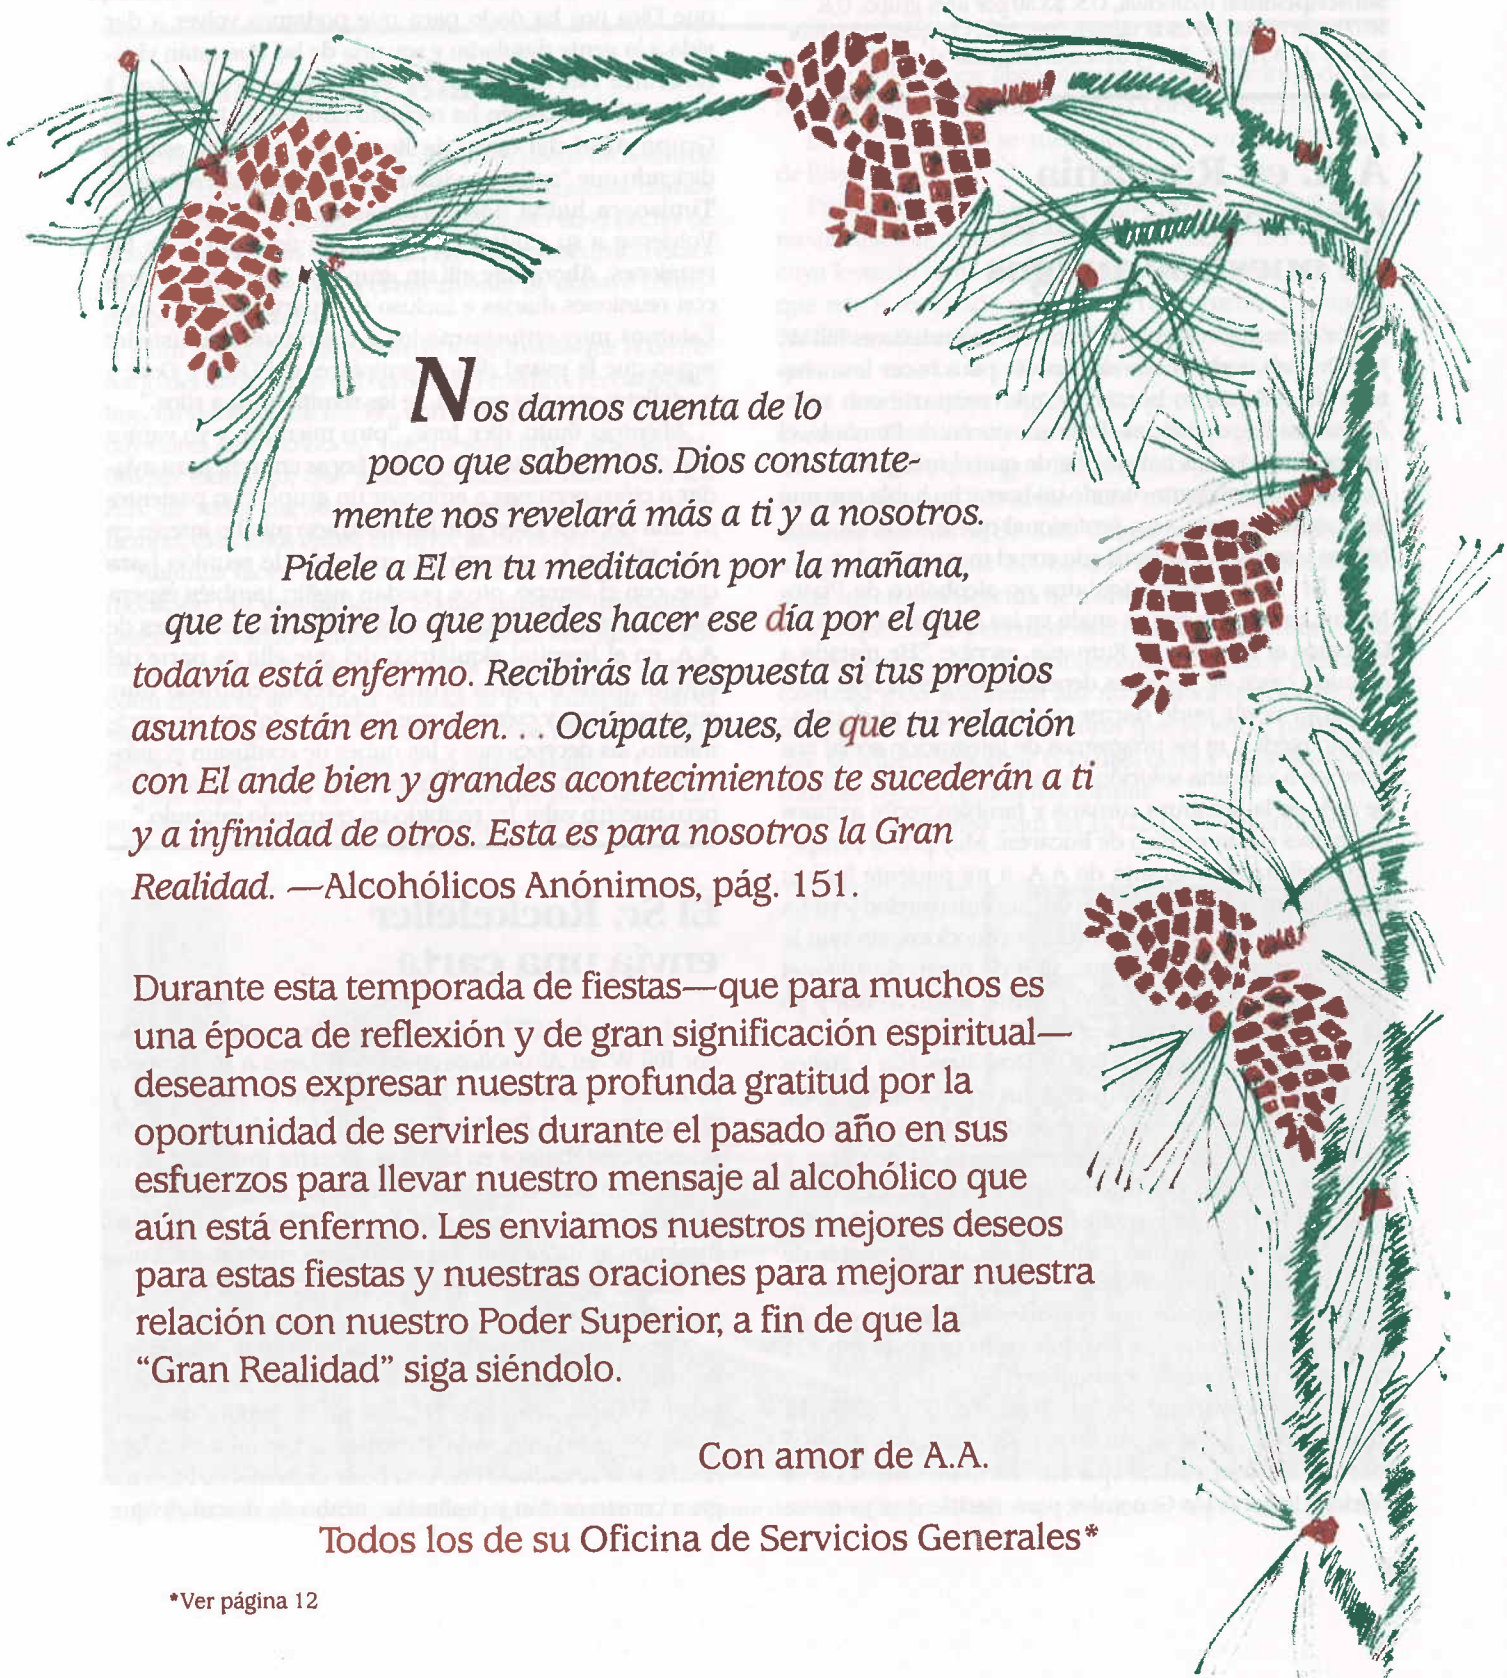 Nos damos cuenta de lo
poco que sabemos. Dios constante-
mente nos revelará más a ti y a nosotros.
Pídele a El en tu meditación por la mañana,
que te inspire lo que puedes hacer ese día por el que
todavía está enfermo. Recibirás la respuesta si tus propios
asuntos están en orden. . . Ocúpate, pues, de que tu relación
con El ande bien y grandes acontecimientos te sucederán a ti
y a infinidad de otros. Esta es para nosotros la Gran
Realidad. —Alcohólicos Anónimos, pág. 151.
Durante esta temporada de fiestas—que para muchos es
una época de reflexión y de gran significación espiritual—
deseamos expresar nuestra profunda gratitud por la
oportunidad de servirles durante el pasado año en sus
esfuerzos para llevar nuestro mensaje al alcohólico que
aún está enfermo. Les enviamos nuestros mejores deseos
para estas fiestas y nuestras oraciones para mejorar nuestra
relación con nuestro Poder Superior, a fin de que la
“Gran Realidad” siga siéndolo.
Con amor de A.A.
Todos los de su Oficina de Servicios Generales*
*Ver página 12